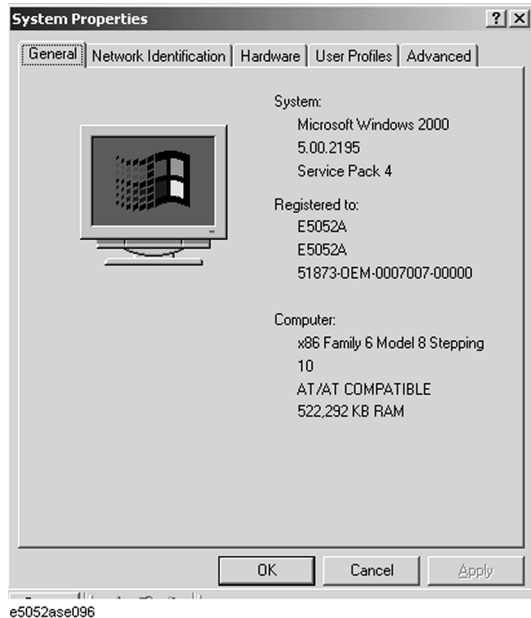 System Properties
General Network Identification Hardware User Profiles Advanced
System:
Microsoft Windows 2000
5.00.2195
Service Pack 4
Registered to:
E5052A
E5052A
51873-OEM-0007007-00000
Computer:
x86 Family 6 Model 8 Stepping
10
AT/AT COMPATIBLE
522,292 KB RAM
OK Cancel Apply
e5052ase096